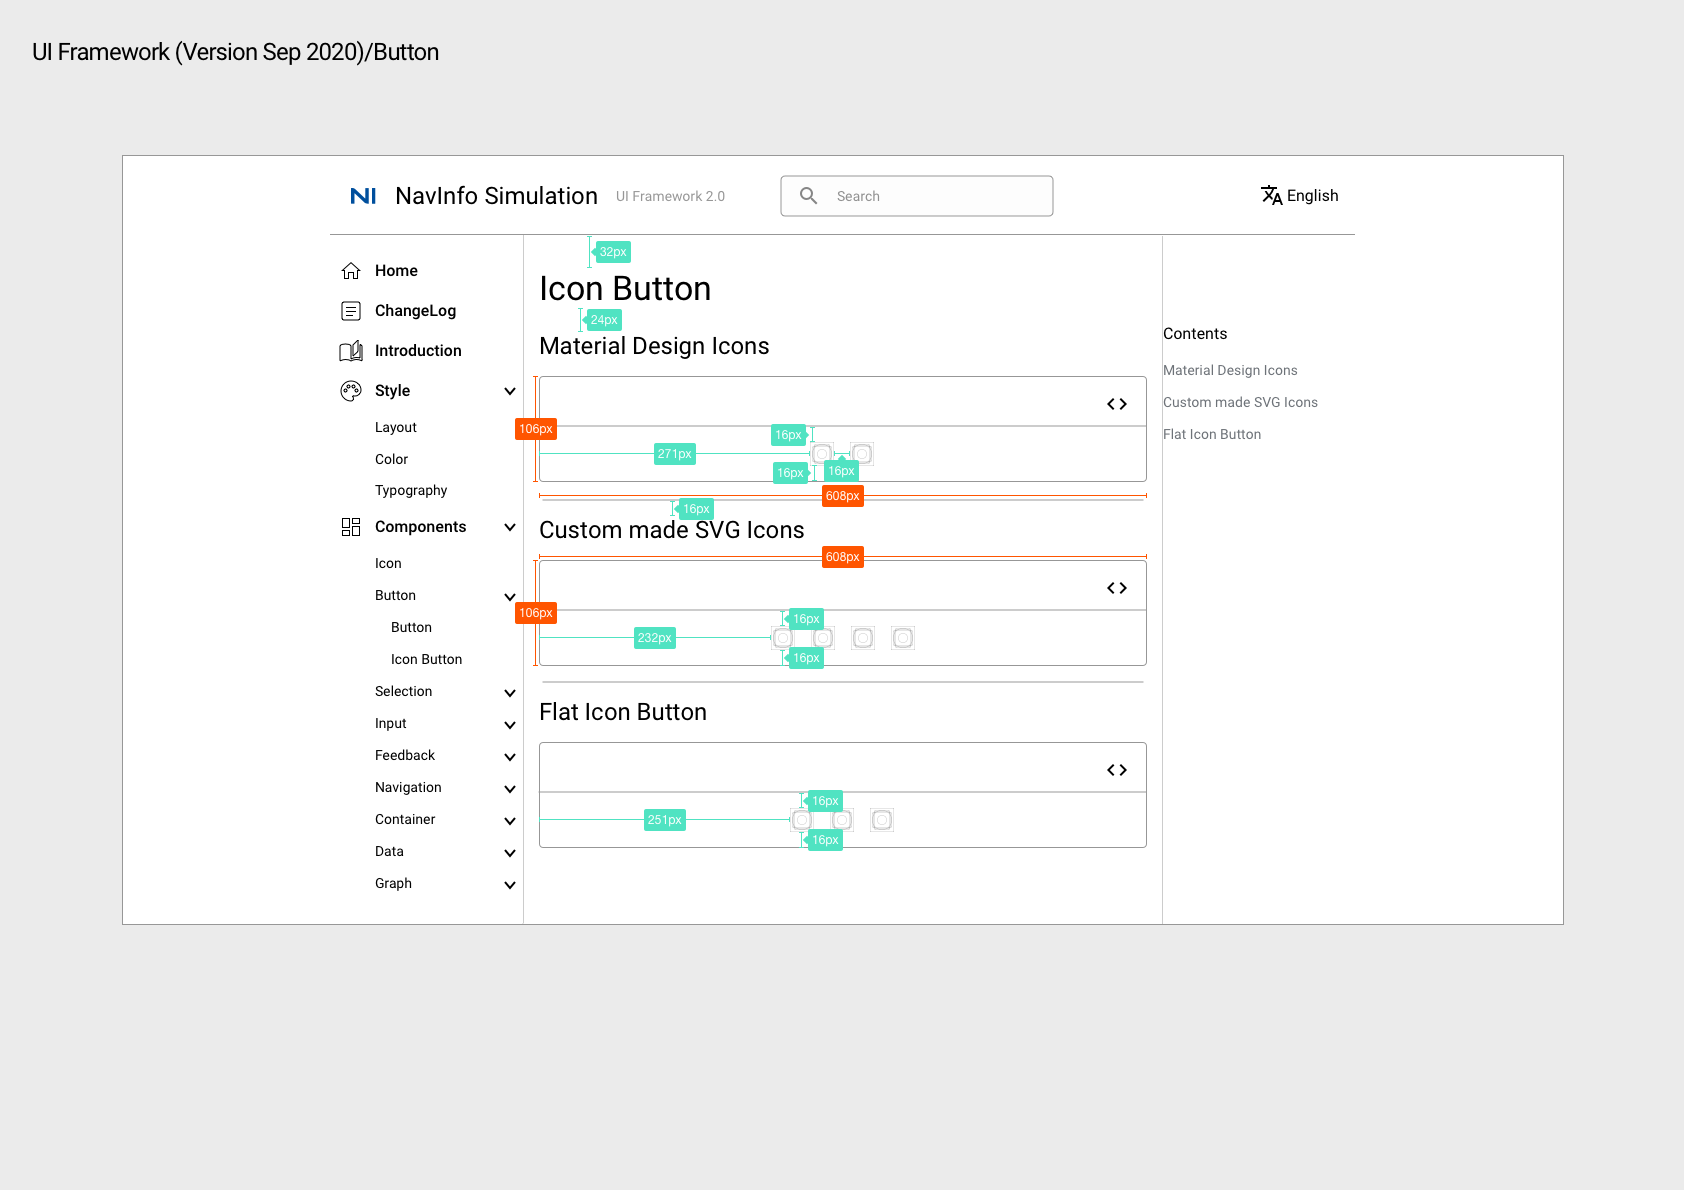 UI Framework (Version Sep 2020)/Button
NI NavInfo Simulation UI Framework 2.0 Search English
Home
ChangeLog
Introduction
Style
Layout
Color
Typography
Components
Icon
Button
Button
Icon Button
Selection
Input
Feedback
Navigation
Container
Data
Graph
32px
Icon Button
24px
Material Design Icons
106px
16px
271px
16px 16px
608px
16px
Custom made SVG Icons
608px
106px
16px
232px
16px
Flat Icon Button
16px
251px
16px
Contents
Material Design Icons
Custom made SVG Icons
Flat Icon Button